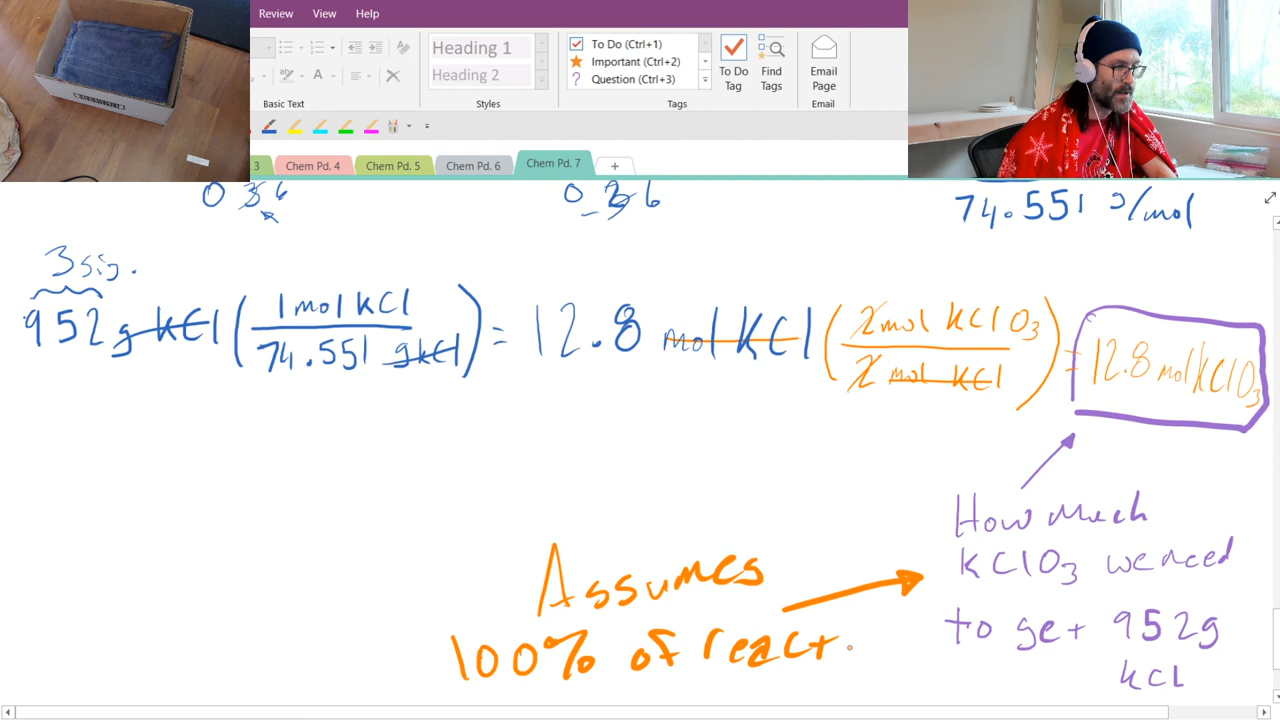 Review View Help
Heading 1
Heading 2
To Do (Ctrl+1)
Important (Ctrl+2)
Question (Ctrl+3)
To Do Tag
Find Tags
Email Page
Basic Text
Styles
Tags
Email
3 Chem Pd. 4 Chem Pd. 5 Chem Pd. 6 Chem Pd. 7
74.551 g/mol
3 sig.
952 g KCl (1 mol KCl / 74.551 g KCl) = 12.8 mol KCl (2 mol KClO3 / 2 mol KCl) = 12.8 mol KClO3
How much
KClO3 we need
to get 952g
KCl
Assumes
100% of react